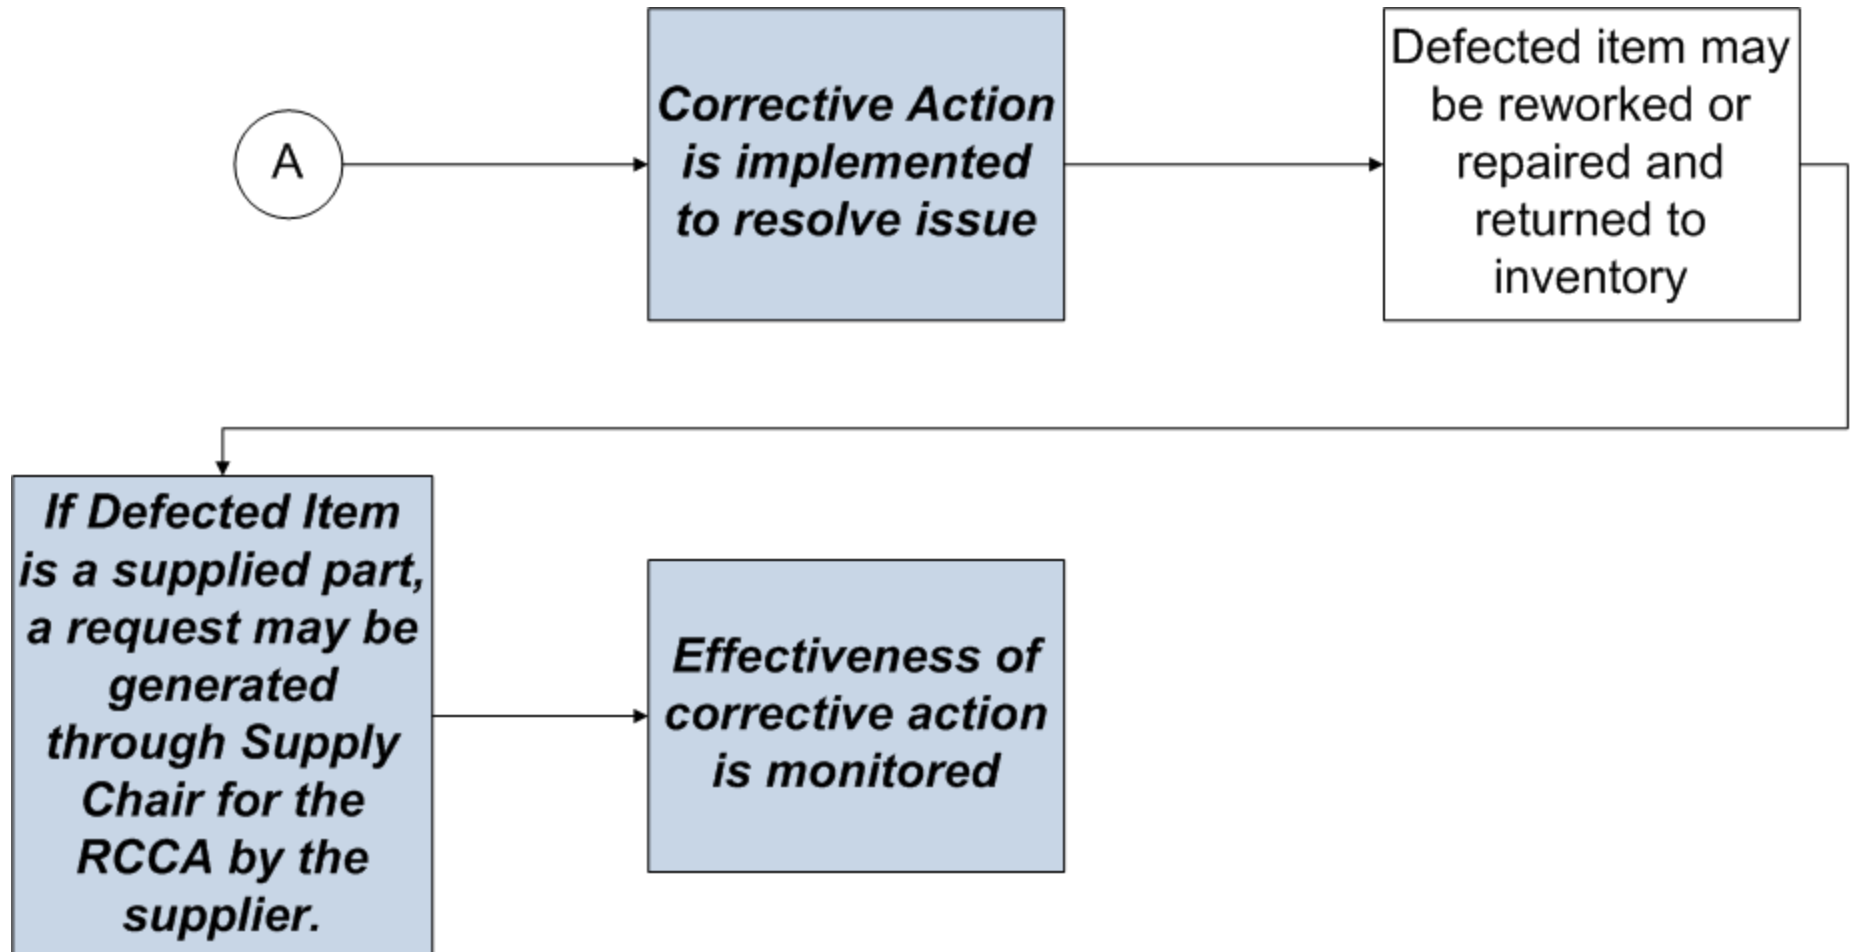 A
Corrective Action
is implemented
to resolve issue
Defected item may
be reworked or
repaired and
returned to
inventory
If Defected Item
is a supplied part,
a request may be
generated
through Supply
Chair for the
RCCA by the
supplier.
Effectiveness of
corrective action
is monitored